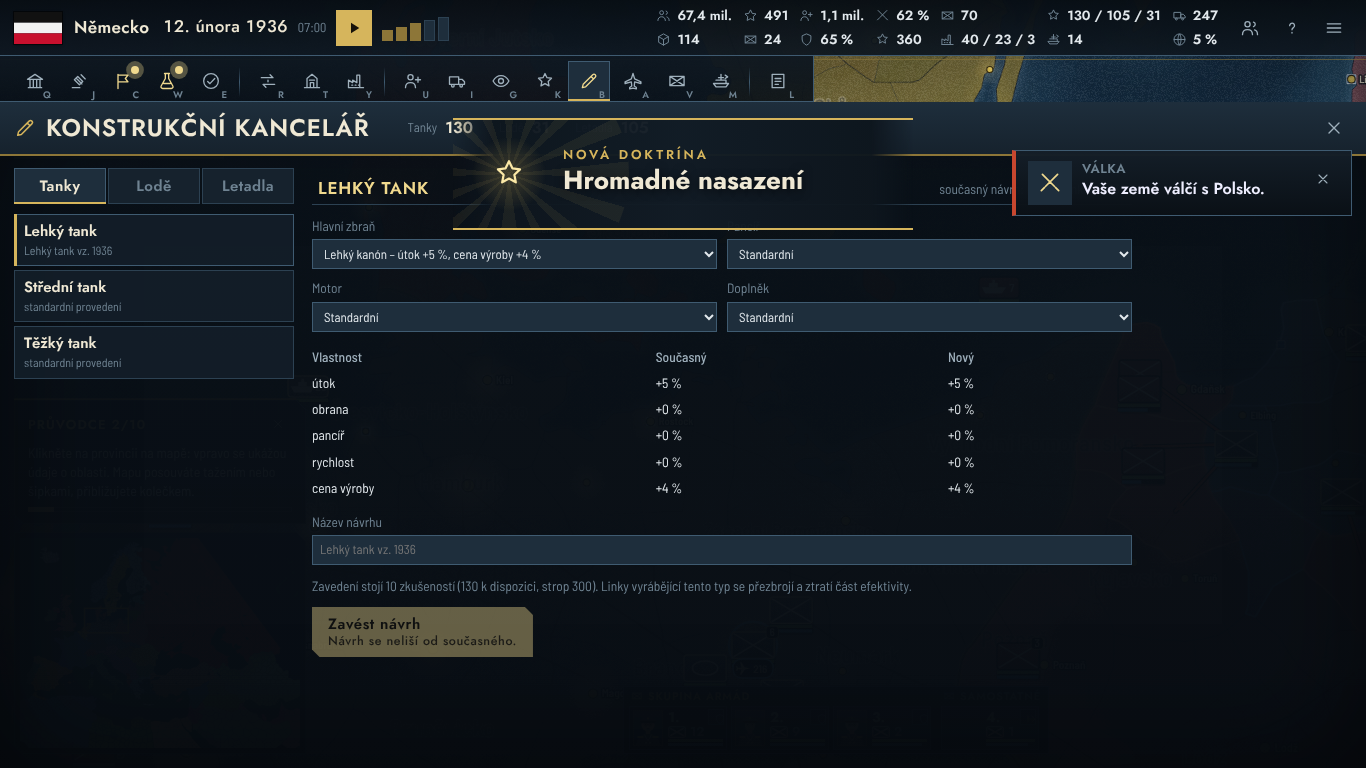 Německo 12. února 1936 07:00
67,4 mil. 491 1,1 mil. 62 % 70 130 / 105 / 31 247
114 24 65 % 360 40 / 23 / 3 14 5 %
?
Q J C W E R T Y U I G K B A V M L
KONSTRUKČNÍ KANCELÁŘ
Tanky 130
NOVÁ DOKTRÍNA
Hromadné nasazení
VÁLKA
Vaše země válčí s Polsko.
Tanky Lodě Letadla
Lehký tank
Lehký tank vz. 1936
Střední tank
standardní provedení
Těžký tank
standardní provedení
LEHKÝ TANK
současný
Hlavní zbraň
Lehký kanón – útok +5 %, cena výroby +4 %
Standardní
Motor Doplněk
Standardní Standardní
Vlastnost Současný Nový
útok +5 % +5 %
obrana +0 % +0 %
pancíř +0 % +0 %
rychlost +0 % +0 %
cena výroby +4 % +4 %
Název návrhu
Lehký tank vz. 1936
Zavedení stojí 10 zkušeností (130 k dispozici, strop 300). Linky vyrábějící tento typ se přezbrojí a ztratí část efektivity.
Zavést návrh
Návrh se neliší od současného.